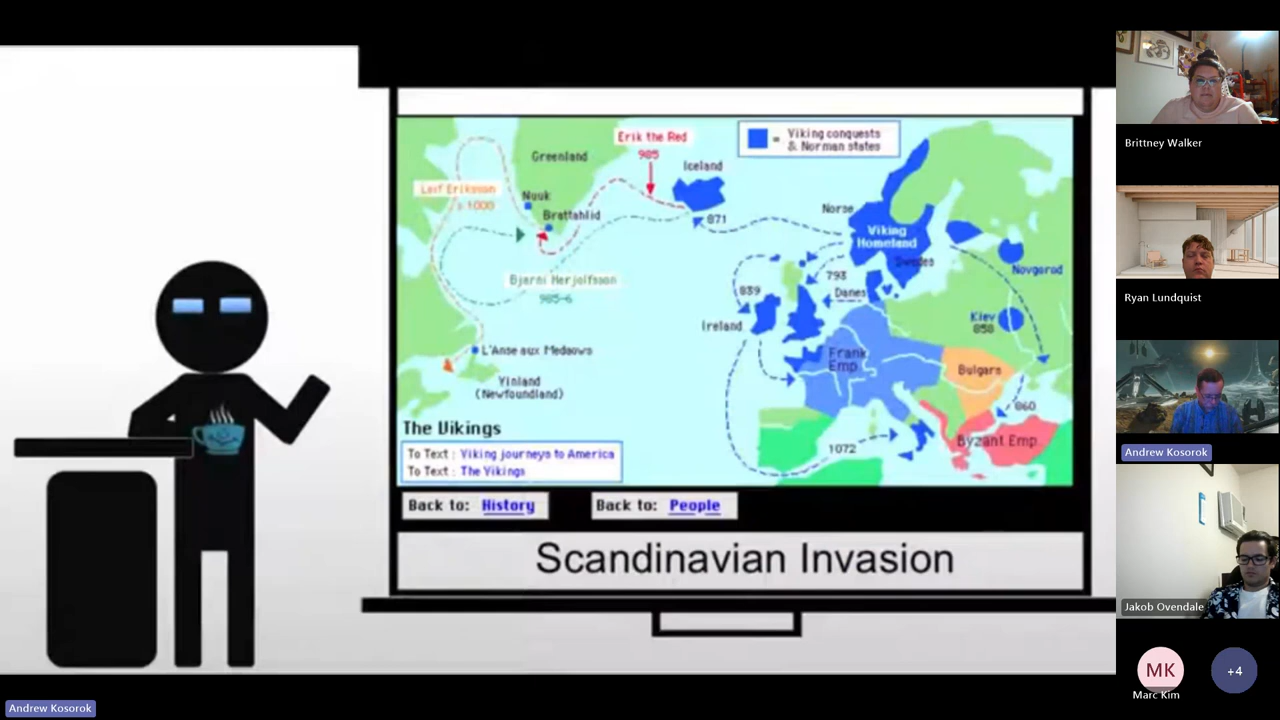 Erik the Red
985
= Viking conquests
& Norman states
Greenland
Iceland
Leif Eriksson
> 1000
Nuuk
Brattahlid
871
Norse
Viking
Homeland
Swedes
Novgorod
Bjarni Herjolfsson
985-6
839
793
Danes
Ireland
Kiev
858
L'Anse aux Medaows
Frank
Emp
Bulgars
Vinland
(Newfoundland)
860
The Vikings
1072
Byzant Emp.
To Text : Viking journeys to America
To Text : The Vikings
Back to: History
Back to: People
Scandinavian Invasion
Brittney Walker
Ryan Lundquist
Andrew Kosorok
Jakob Ovendale
MK
Marc Kim
+4
Andrew Kosorok